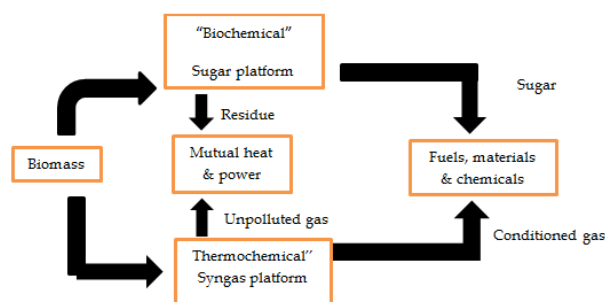 “Biochemical”
Sugar platform
Sugar
Residue
Biomass
Mutual heat
& power
Fuels, materials
& chemicals
Unpolluted gas
Conditioned gas
Thermochemical”
Syngas platform